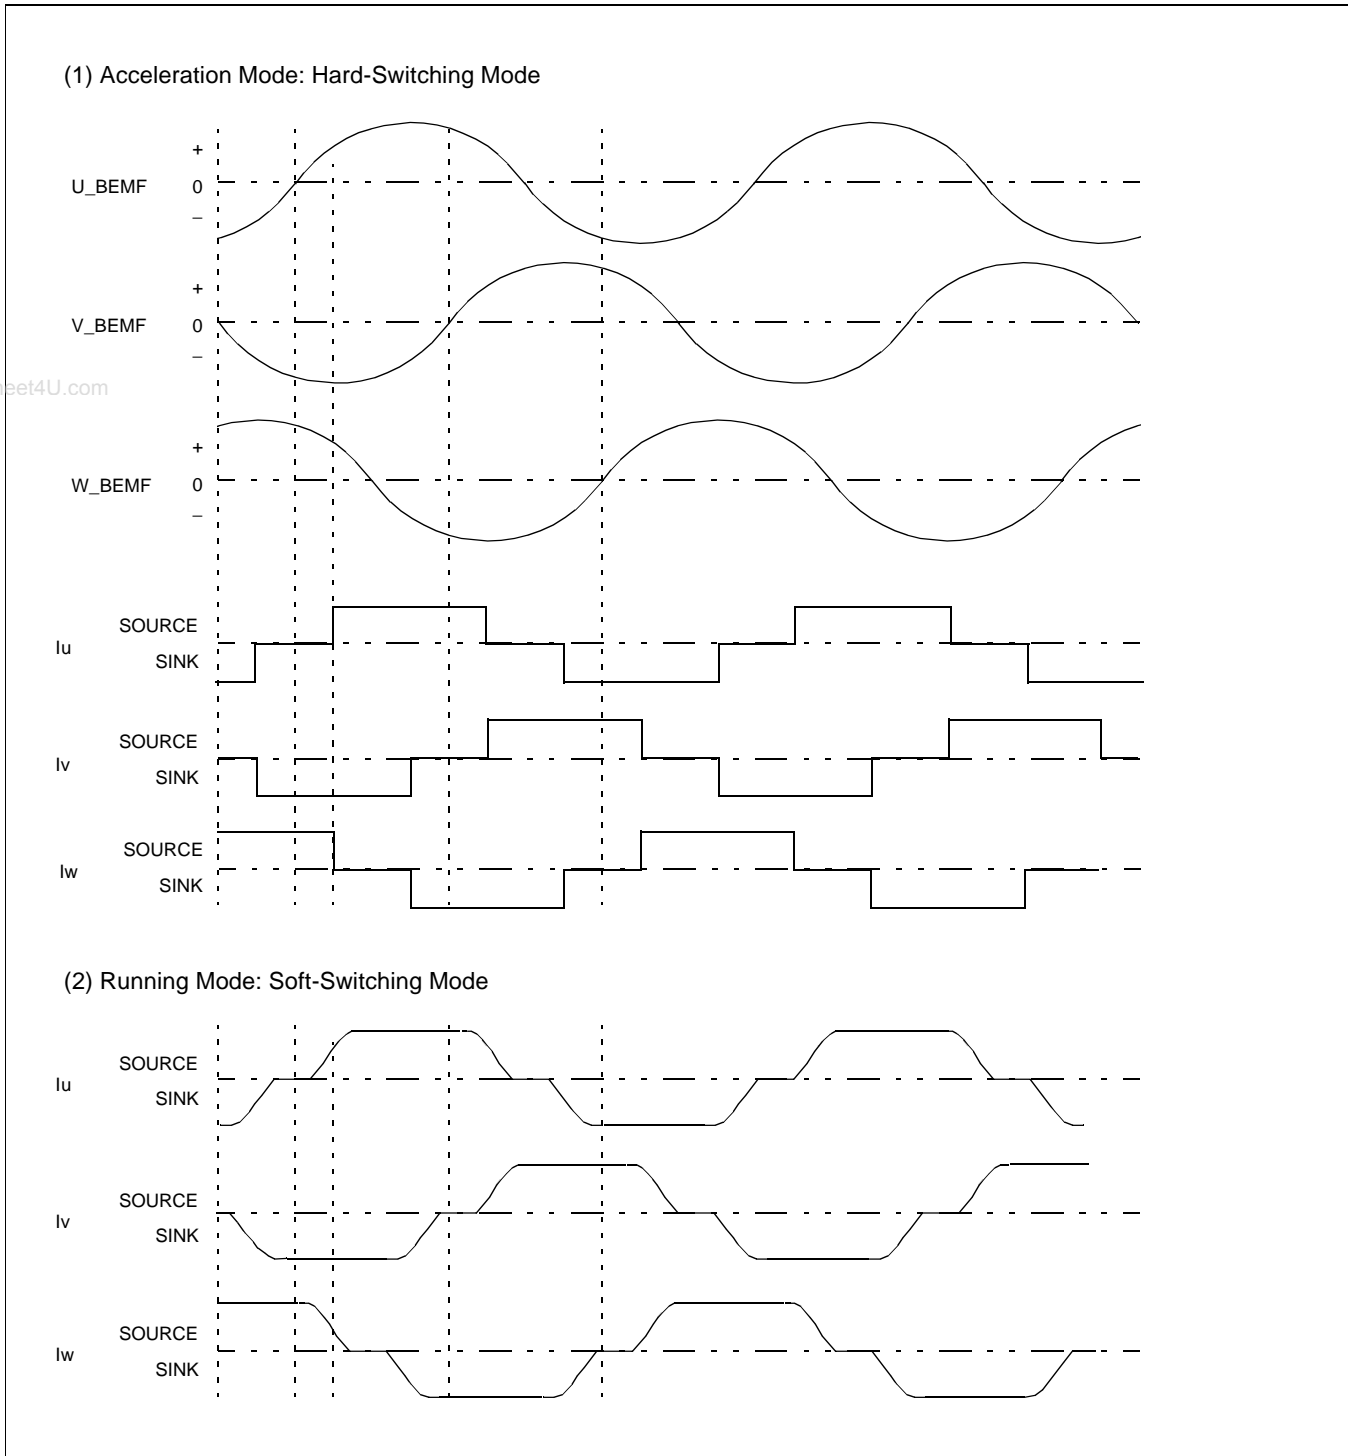 (1) Acceleration Mode: Hard-Switching Mode
+
U_BEMF 0
–
+
V_BEMF 0
–
neet4U.com
+
W_BEMF 0
–
SOURCE
Iu
SINK
SOURCE
Iv
SINK
SOURCE
Iw
SINK
(2) Running Mode: Soft-Switching Mode
SOURCE
Iu
SINK
SOURCE
Iv
SINK
SOURCE
Iw
SINK